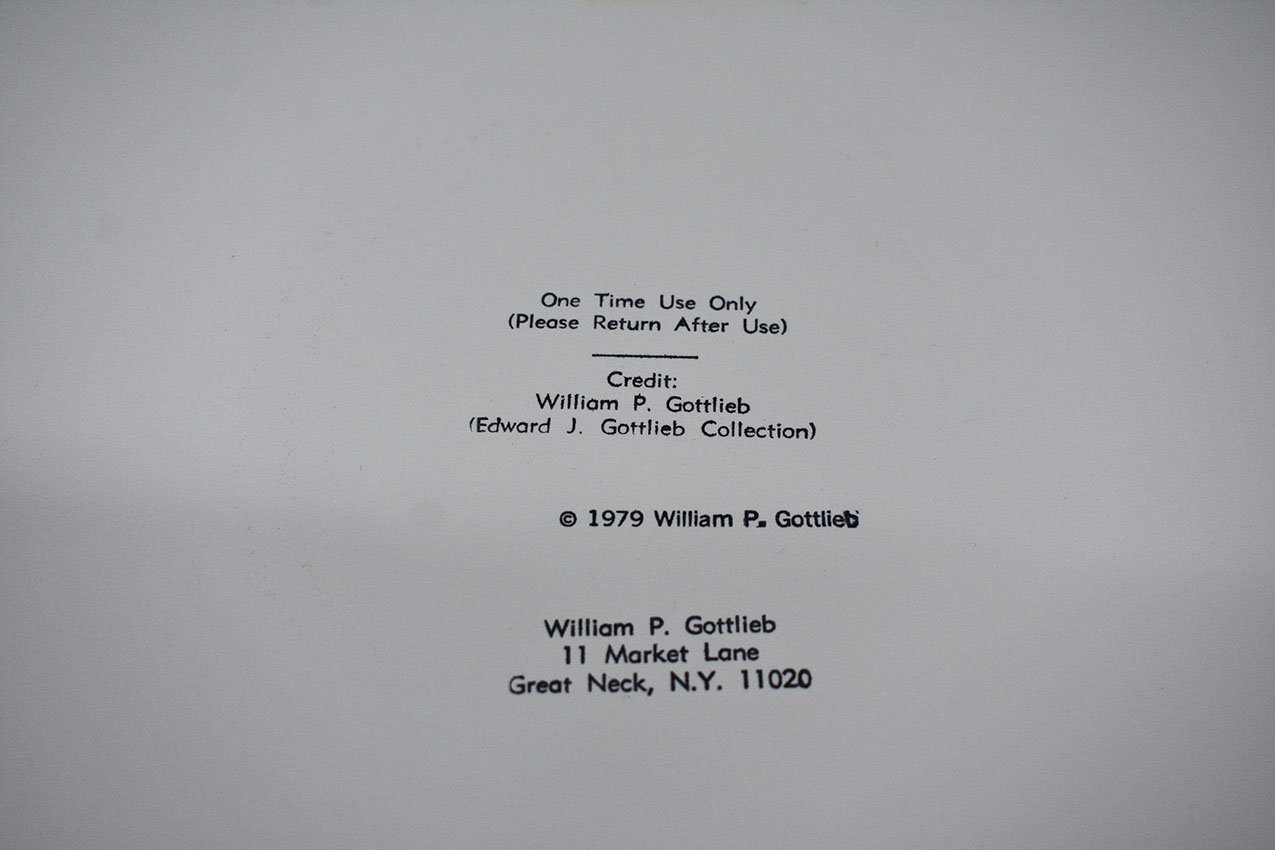 One Time Use Only
(Please Return After Use)
Credit:
William P. Gottlieb
(Edward J. Gottlieb Collection)
© 1979 William P. Gottlieb
William P. Gottlieb
11 Market Lane
Great Neck, N.Y. 11020